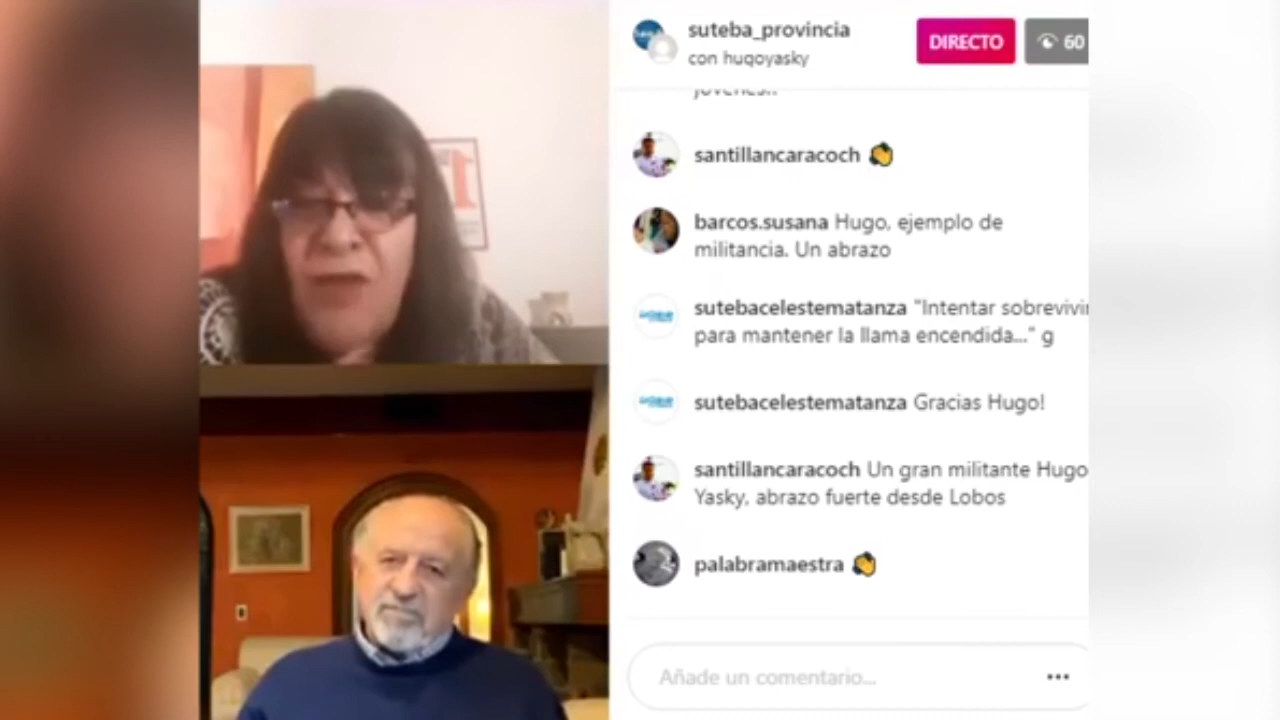 suteba_provincia
con hugoyasky
DIRECTO
60
jóvenes!!
santillancaracoch
barcos.susana Hugo, ejemplo de
militancia. Un abrazo
sutebacelestematanza "Intentar sobrevivir
para mantener la llama encendida..." g
sutebacelestematanza Gracias Hugo!
santillancaracoch Un gran militante Hugo
Yasky, abrazo fuerte desde Lobos
palabramaestra
Añade un comentario...